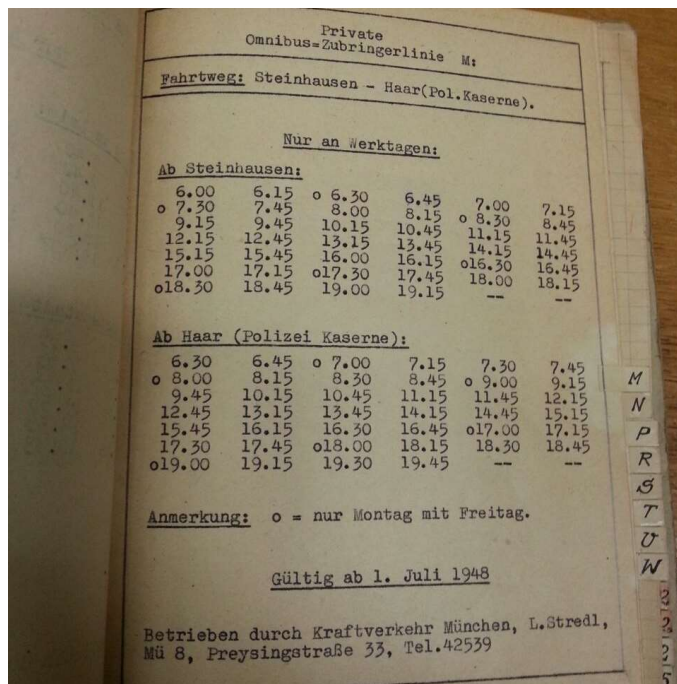 Private
Omnibus=Zubringerlinie M:
Fahrtweg: Steinhausen - Haar(Pol.Kaserne).
Nur an Werktagen:
Ab Steinhausen:
6.00 6.15 o 6.30 6.45 7.00 7.15
o 7.30 7.45 8.00 8.15 o 8.30 8.45
9.15 9.45 10.15 10.45 11.15 11.45
12.15 12.45 13.15 13.45 14.15 14.45
15.15 15.45 16.00 16.15 o16.30 16.45
17.00 17.15 o17.30 17.45 18.00 18.15
o18.30 18.45 19.00 19.15 -- --
Ab Haar (Polizei Kaserne):
6.30 6.45 o 7.00 7.15 7.30 7.45
o 8.00 8.15 8.30 8.45 o 9.00 9.15
9.45 10.15 10.45 11.15 11.45 12.15
12.45 13.15 13.45 14.15 14.45 15.15
15.45 16.15 16.30 16.45 o17.00 17.15
17.30 17.45 o18.00 18.15 18.30 18.45
o19.00 19.15 19.30 19.45 -- --
Anmerkung: o = nur Montag mit Freitag.
Gültig ab 1. Juli 1948
Betrieben durch Kraftverkehr München, L.Stredl,
Mü 8, Preysingstraße 33, Tel.42539
M
N
P
R
S
T
U
W
2
2
2
5